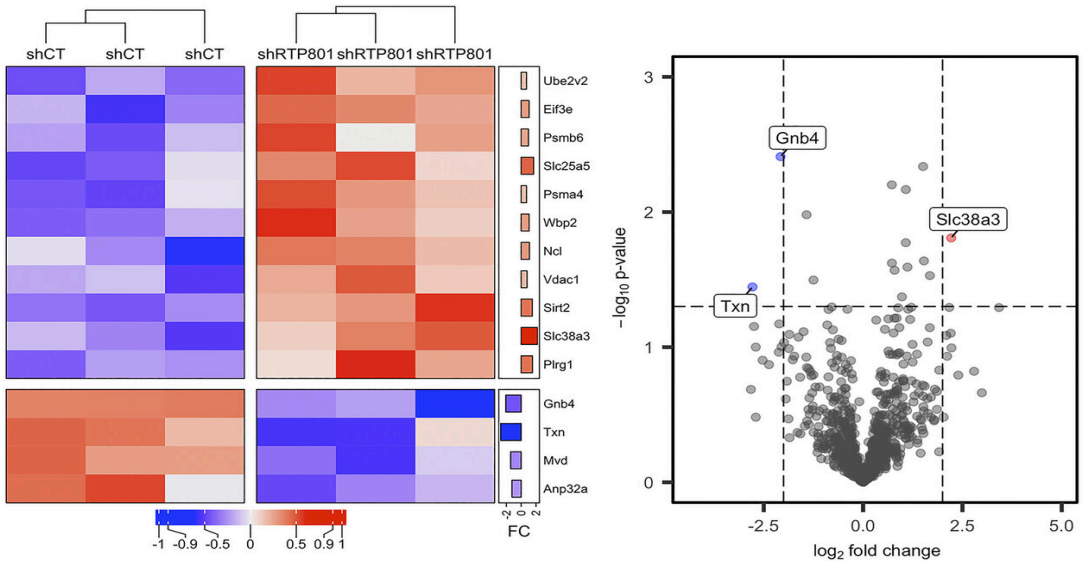 shCT shCT shCT shRTP801 shRTP801 shRTP801
Ube2v2
Eif3e
Psmb6
Slc25a5
Psma4
Wbp2
Ncl
Vdac1
Sirt2
Slc38a3
Plrg1
Gnb4
Txn
Mvd
Anp32a
-2 0 2
FC
-1 -0.9 -0.5 0 0.5 0.9 1
3
2
1
0
-log10 p-value
Gnb4
Slc38a3
Txn
-2.5 0.0 2.5 5.0
log2 fold change